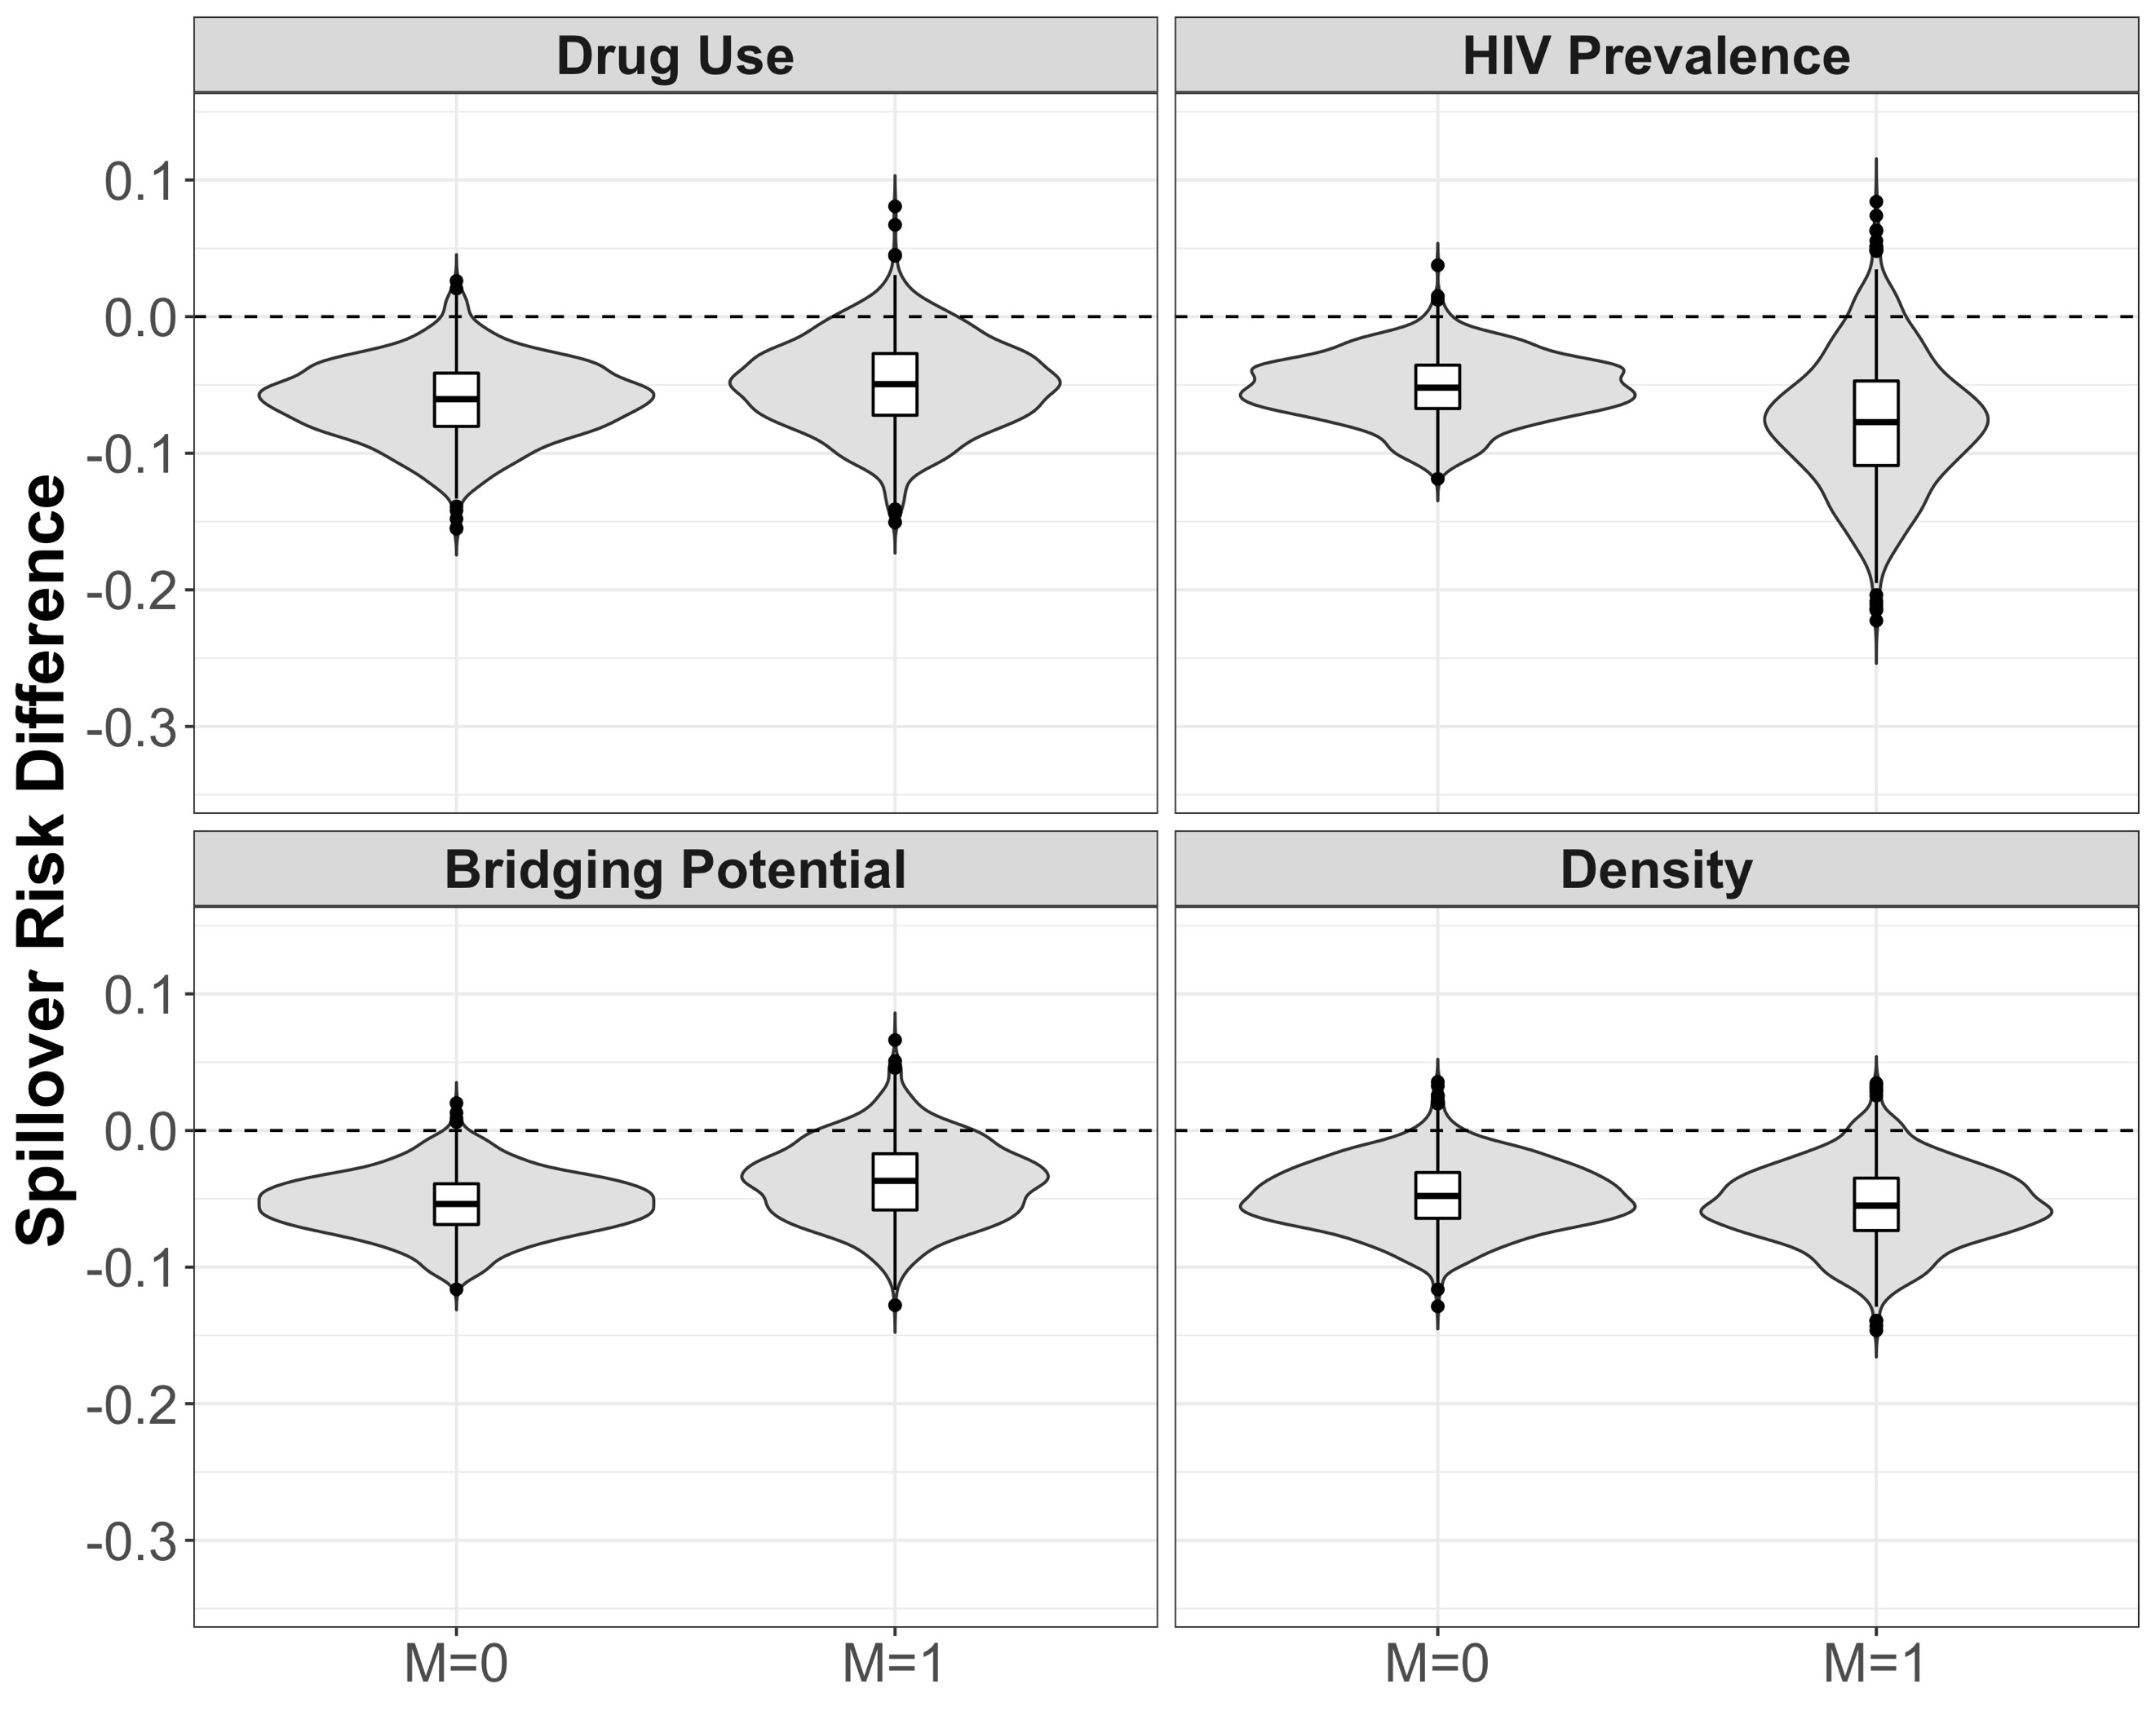 Spillover Risk Difference
Drug Use
HIV Prevalence
0.1
0.0
-0.1
-0.2
-0.3
Bridging Potential
Density
0.1
0.0
-0.1
-0.2
-0.3
M=0
M=1
M=0
M=1